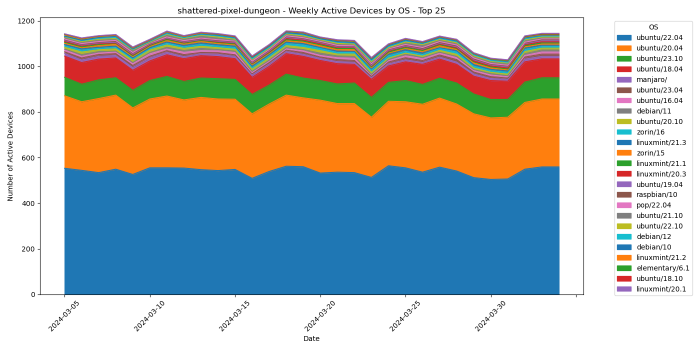 shattered-pixel-dungeon - Weekly Active Devices by OS - Top 25
1200
1000
800
600
400
200
0
Number of Active Devices
2024-03-05
2024-03-10
2024-03-15
2024-03-20
2024-03-25
2024-03-30
Date
OS
ubuntu/22.04
ubuntu/20.04
ubuntu/23.10
ubuntu/18.04
manjaro/
ubuntu/23.04
ubuntu/16.04
debian/11
ubuntu/20.10
zorin/16
linuxmint/21.3
zorin/15
linuxmint/21.1
linuxmint/20.3
ubuntu/19.04
raspbian/10
pop/22.04
ubuntu/21.10
ubuntu/22.10
debian/12
debian/10
linuxmint/21.2
elementary/6.1
ubuntu/18.10
linuxmint/20.1